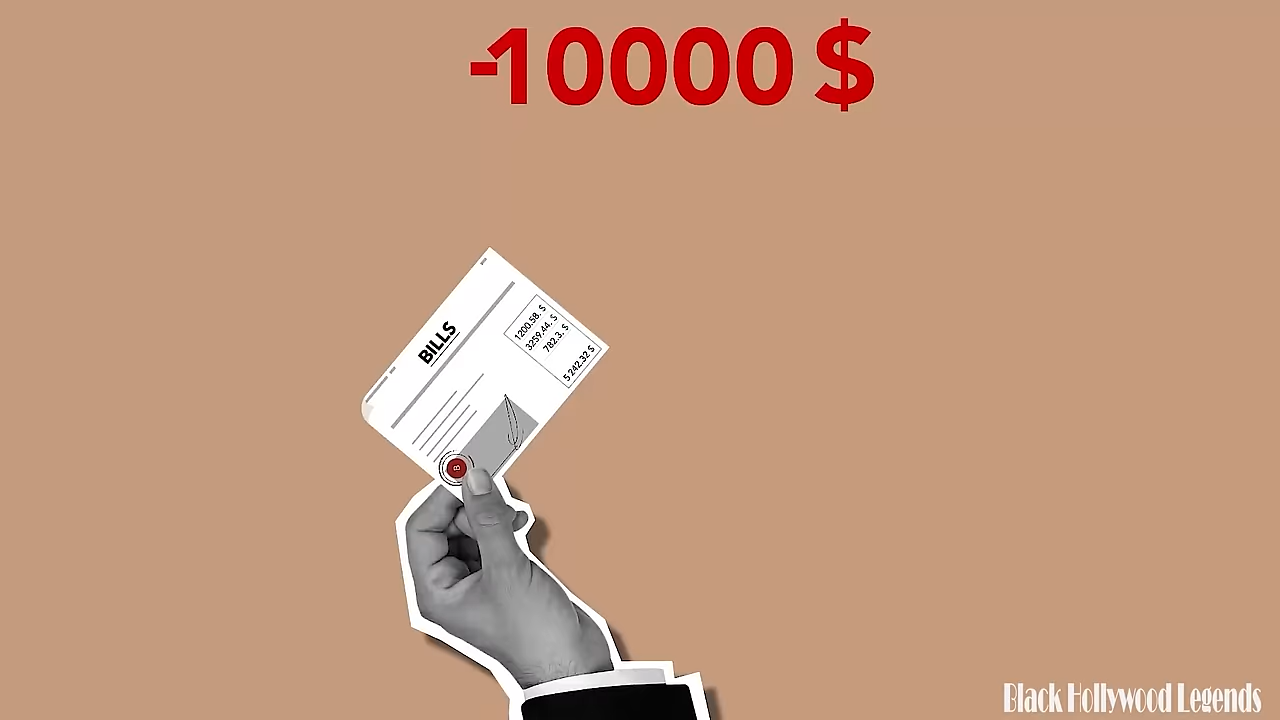 -10000 $
BILLS
1200.58. $
3259.44. $
782.3. $
5 242.32 $
B
Black Hollywood Legends